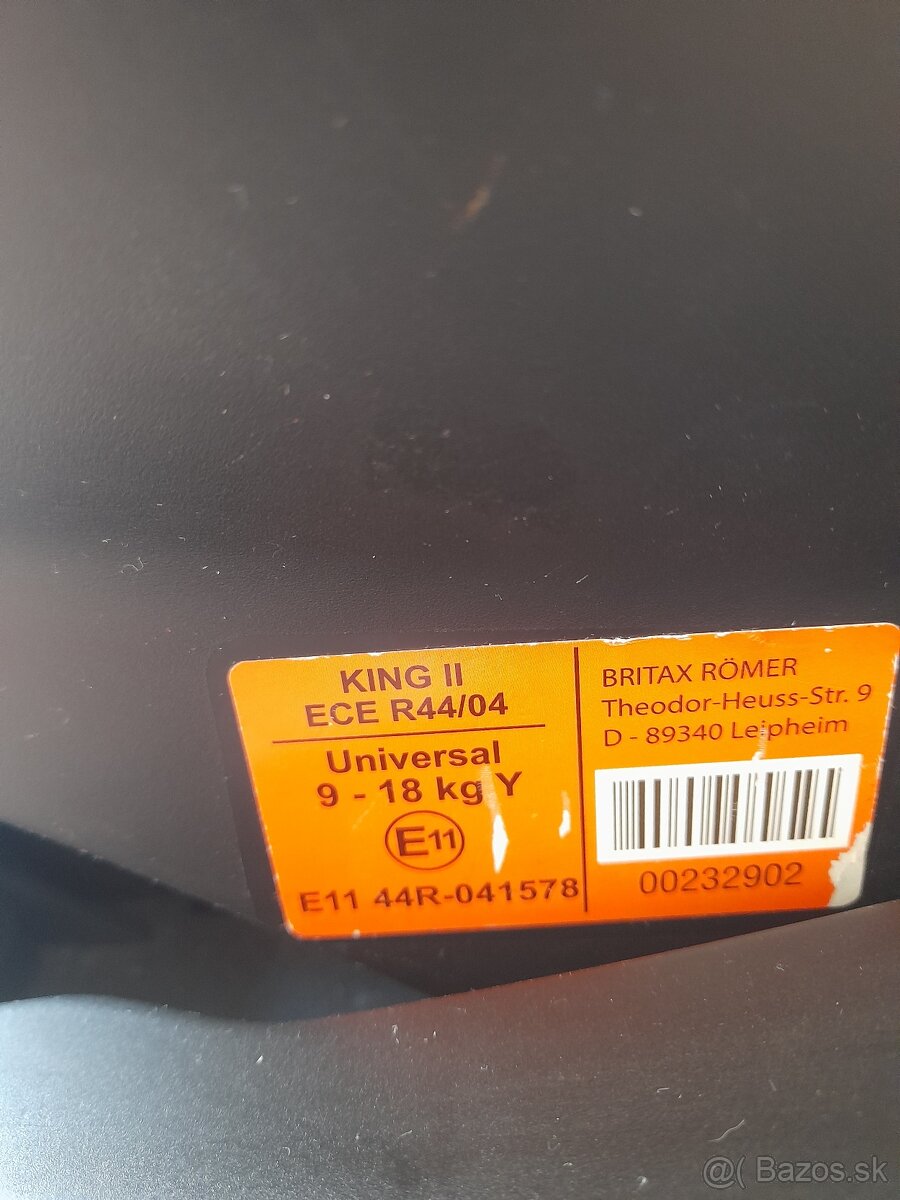 KING II
ECE R44/04
Universal
9 - 18 kg Y
E11
E11 44R-041578
BRITAX RÖMER
Theodor-Heuss-Str. 9
D - 89340 Leipheim
00232902
@( Bazos.sk